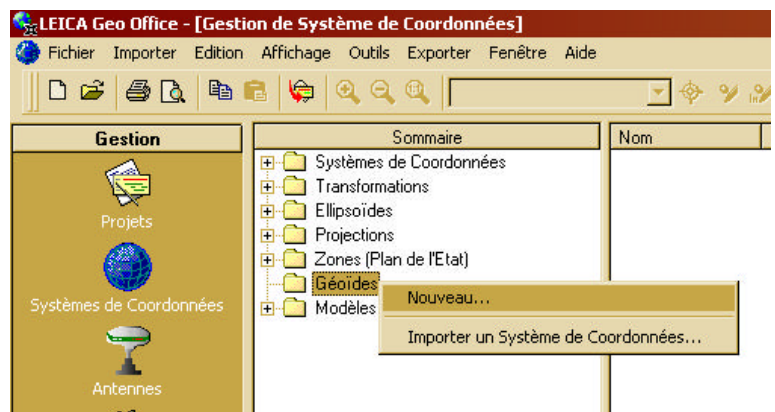 LEICA Geo Office - [Gestion de Système de Coordonnées]
Fichier Importer Edition Affichage Outils Exporter Fenêtre Aide
Gestion
Projets
Systèmes de Coordonnées
Antennes
Sommaire
Systèmes de Coordonnées
Transformations
Ellipsoïdes
Projections
Zones (Plan de l'Etat)
Géoïdes
Modèles
Nouveau...
Importer un Système de Coordonnées...
Nom